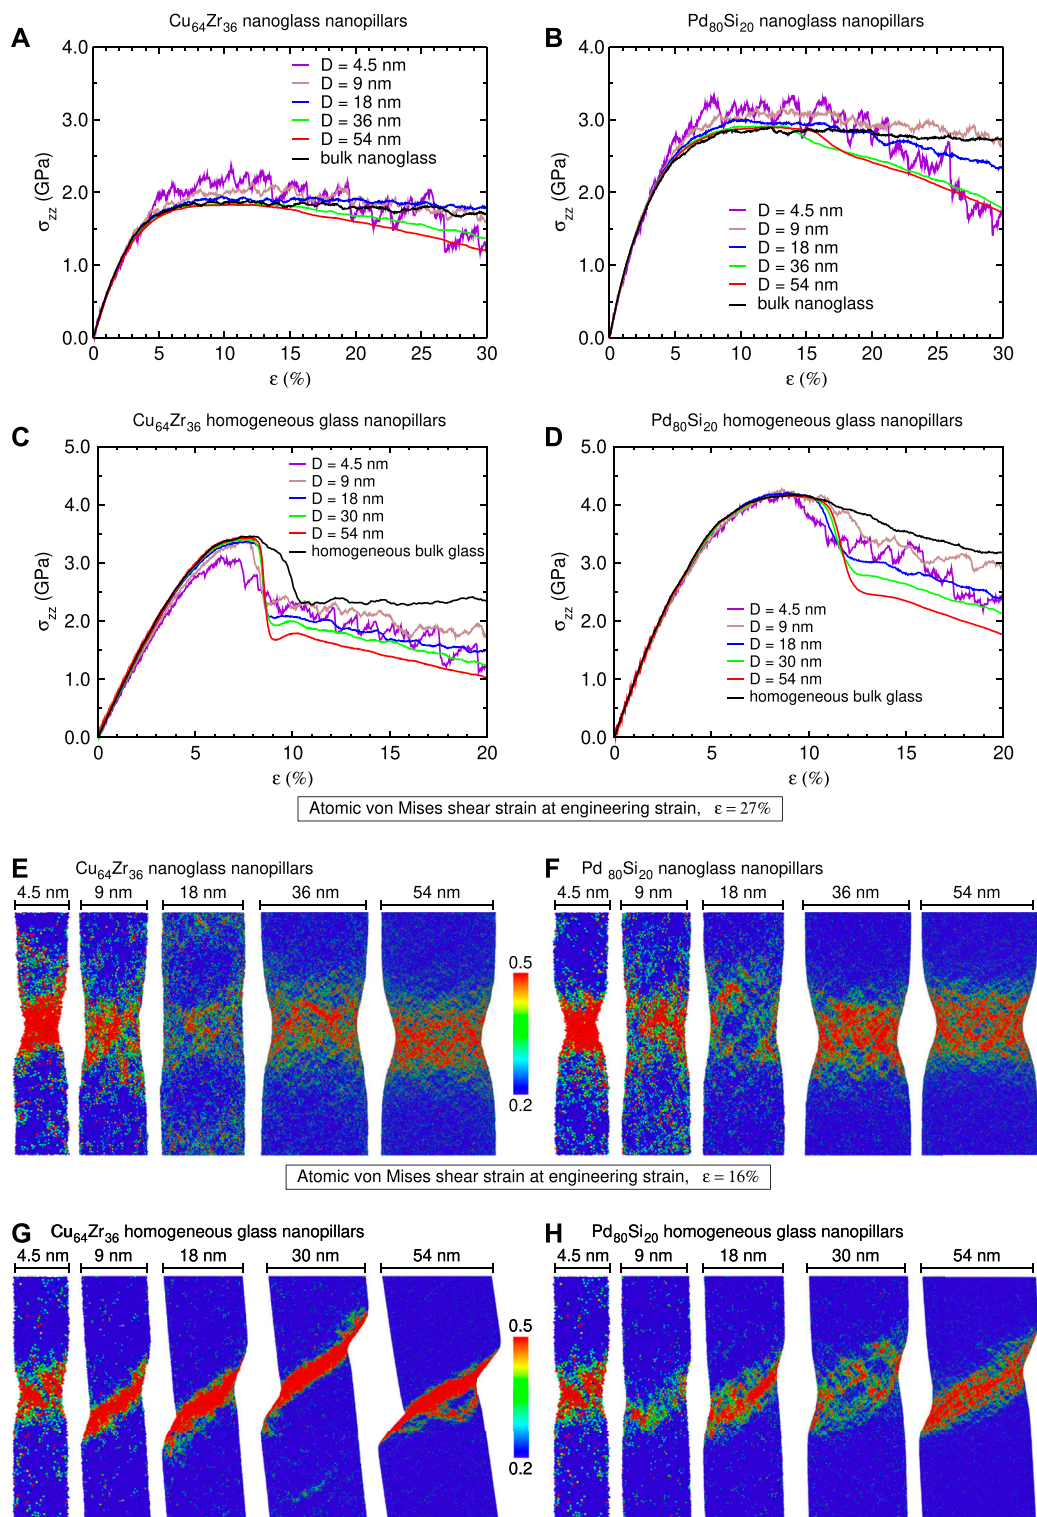 Cu64Zr36 nanoglass nanopillars
A
4.0
3.0
2.0
1.0
0.0
σzz (GPa)
D = 4.5 nm
D = 9 nm
D = 18 nm
D = 36 nm
D = 54 nm
bulk nanoglass
0 5 10 15 20 25 30
ε (%)
Pd80Si20 nanoglass nanopillars
B
4.0
3.0
2.0
1.0
0.0
σzz (GPa)
D = 4.5 nm
D = 9 nm
D = 18 nm
D = 36 nm
D = 54 nm
bulk nanoglass
0 5 10 15 20 25 30
ε (%)
Cu64Zr36 homogeneous glass nanopillars
C
5.0
4.0
3.0
2.0
1.0
0.0
σzz (GPa)
D = 4.5 nm
D = 9 nm
D = 18 nm
D = 30 nm
D = 54 nm
homogeneous bulk glass
0 5 10 15 20
ε (%)
Pd80Si20 homogeneous glass nanopillars
D
5.0
4.0
3.0
2.0
1.0
0.0
σzz (GPa)
D = 4.5 nm
D = 9 nm
D = 18 nm
D = 30 nm
D = 54 nm
homogeneous bulk glass
0 5 10 15 20
ε (%)
Atomic von Mises shear strain at engineering strain, ε = 27%
E Cu64Zr36 nanoglass nanopillars
4.5 nm 9 nm 18 nm 36 nm 54 nm
0.5
0.2
F Pd 80Si20 nanoglass nanopillars
4.5 nm 9 nm 18 nm 36 nm 54 nm
Atomic von Mises shear strain at engineering strain, ε = 16%
G Cu64Zr36 homogeneous glass nanopillars
4.5 nm 9 nm 18 nm 30 nm 54 nm
0.5
0.2
H Pd80Si20 homogeneous glass nanopillars
4.5 nm 9 nm 18 nm 30 nm 54 nm